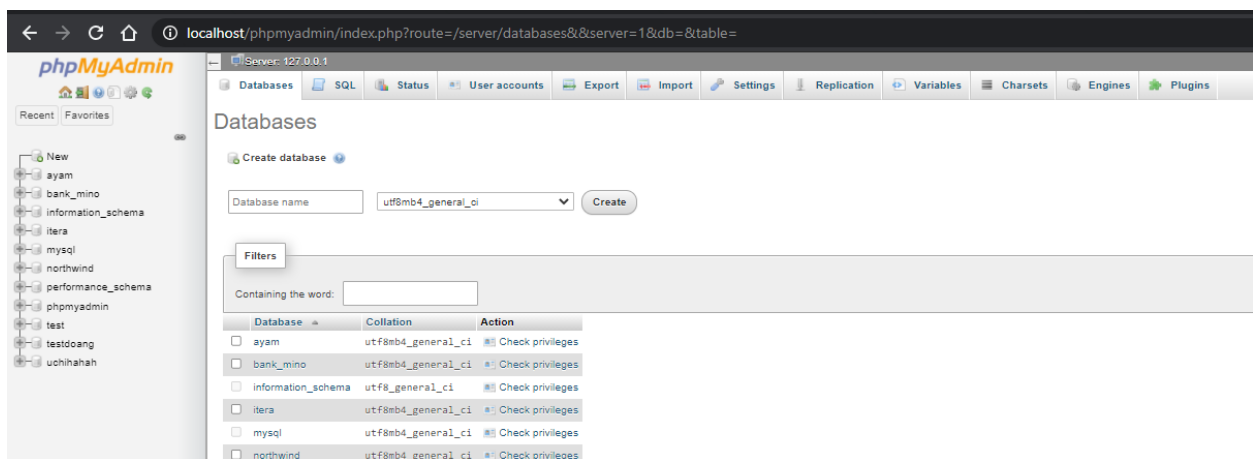 localhost/phpmyadmin/index.php?route=/server/databases&&server=1&db=&table=
phpMyAdmin
Recent Favorites
New
ayam
bank_mino
information_schema
itera
mysql
northwind
performance_schema
phpmyadmin
test
testdoang
uchihahah
Server: 127.0.0.1
Databases SQL Status User accounts Export Import Settings Replication Variables Charsets Engines Plugins
Databases
Create database
Database name utf8mb4_general_ci Create
Filters
Containing the word:
Database Collation Action
ayam utf8mb4_general_ci Check privileges
bank_mino utf8mb4_general_ci Check privileges
information_schema utf8_general_ci Check privileges
itera utf8mb4_general_ci Check privileges
mysql utf8mb4_general_ci Check privileges
northwind utf8mb4_general_ci Check privileges